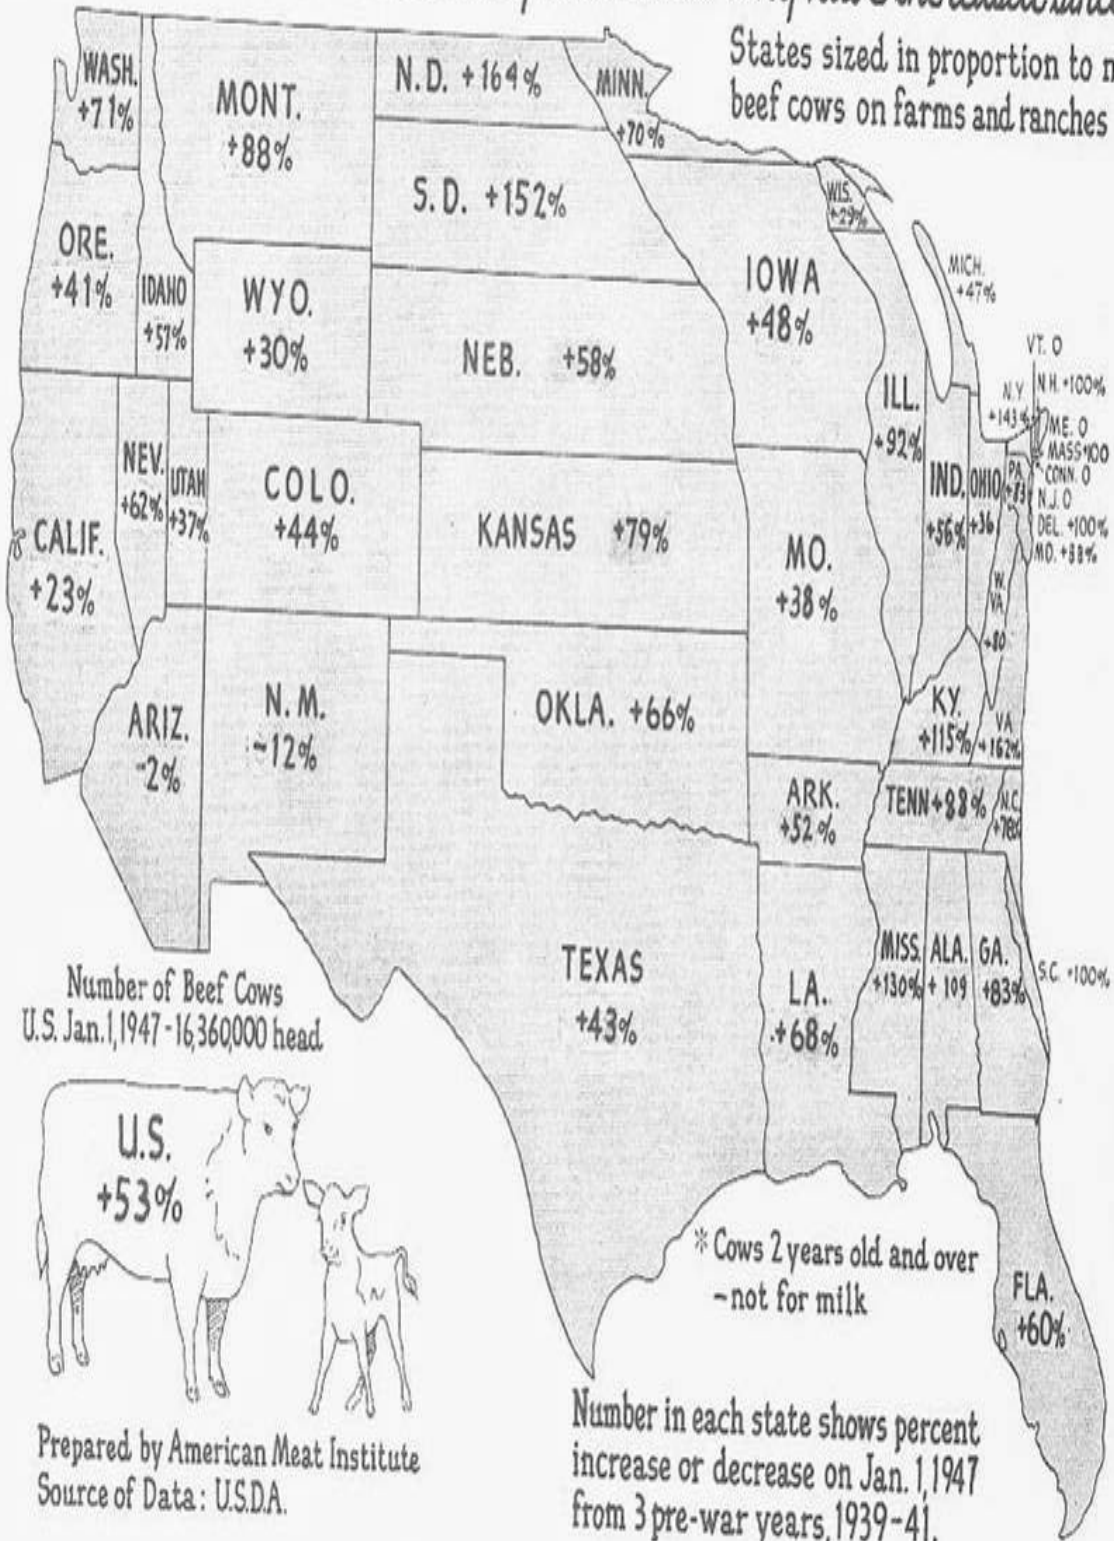 States sized in proportion to
beef cows on farms and ranches
WASH.
+71%
MONT.
+88%
N.D. +164%
MINN.
+70%
S.D. +152%
WIS.
+29%
ORE.
+41%
IDAHO
+57%
WYO.
+30%
IOWA
+48%
MICH.
+47%
NEB. +58%
VT. 0
N.H. +100%
N.Y.
+143%
ME. 0
MASS+100
CONN. 0
N.J. 0
DEL. +100%
MO. +88%
ILL.
+92%
IND.
+56%
OHIO
+36
PA.
+83
NEV.
+62%
UTAH
+37%
COLO.
+44%
KANSAS +79%
MO.
+38%
CALIF.
+23%
W.
VA.
+80
ARIZ.
-2%
N.M.
-12%
OKLA. +66%
KY.
+115%
VA
+162%
ARK.
+52%
TENN+88%
N.C.
TEXAS
+43%
LA.
+68%
MISS.
+130%
ALA.
+109
GA.
+83%
S.C. +100%
Number of Beef Cows
U.S. Jan.1,1947-16,360,000 head
U.S.
+53%
* Cows 2 years old and over
-not for milk
FLA.
+60%
Number in each state shows percent
increase or decrease on Jan. 1,1947
from 3 pre-war years, 1939-41.
Prepared by American Meat Institute
Source of Data: U.S.D.A.